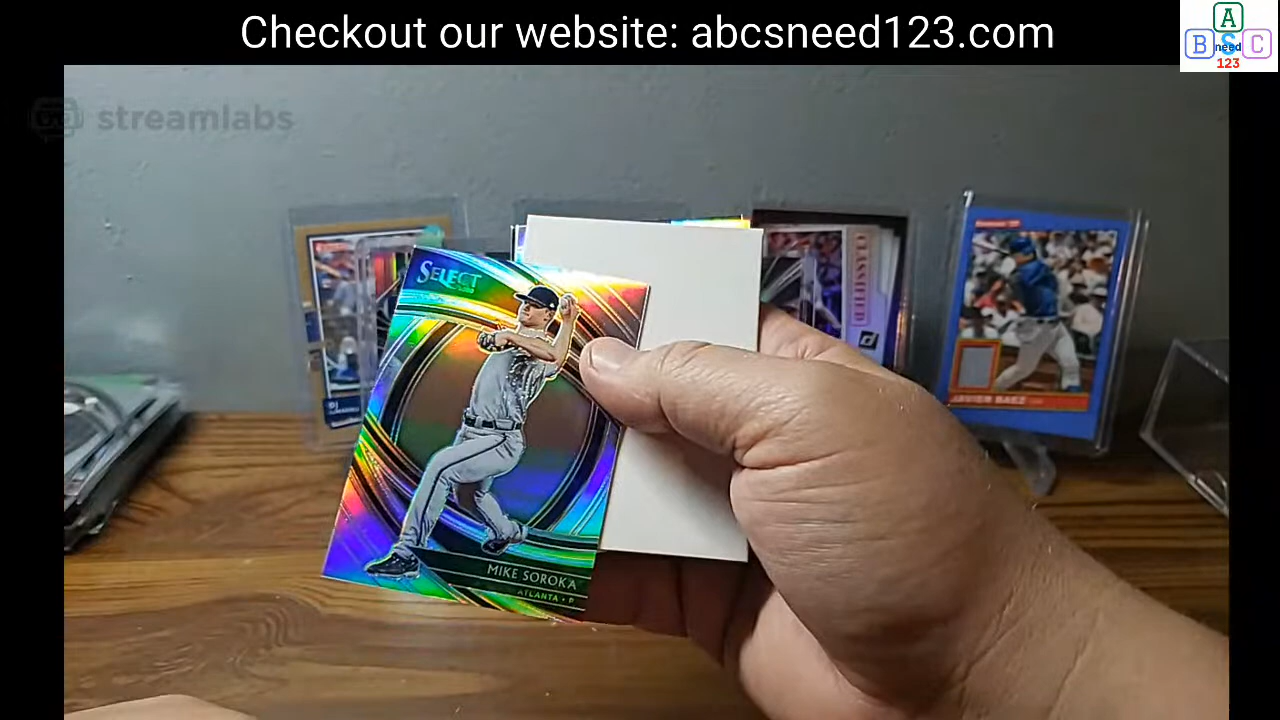 Checkout our website: abcsneed123.com
A
B S C
need
123
streamlabs
SELECT
CLASSIFIED
JAVIER BAEZ
MIKE SOROKA
ATLANTA • P